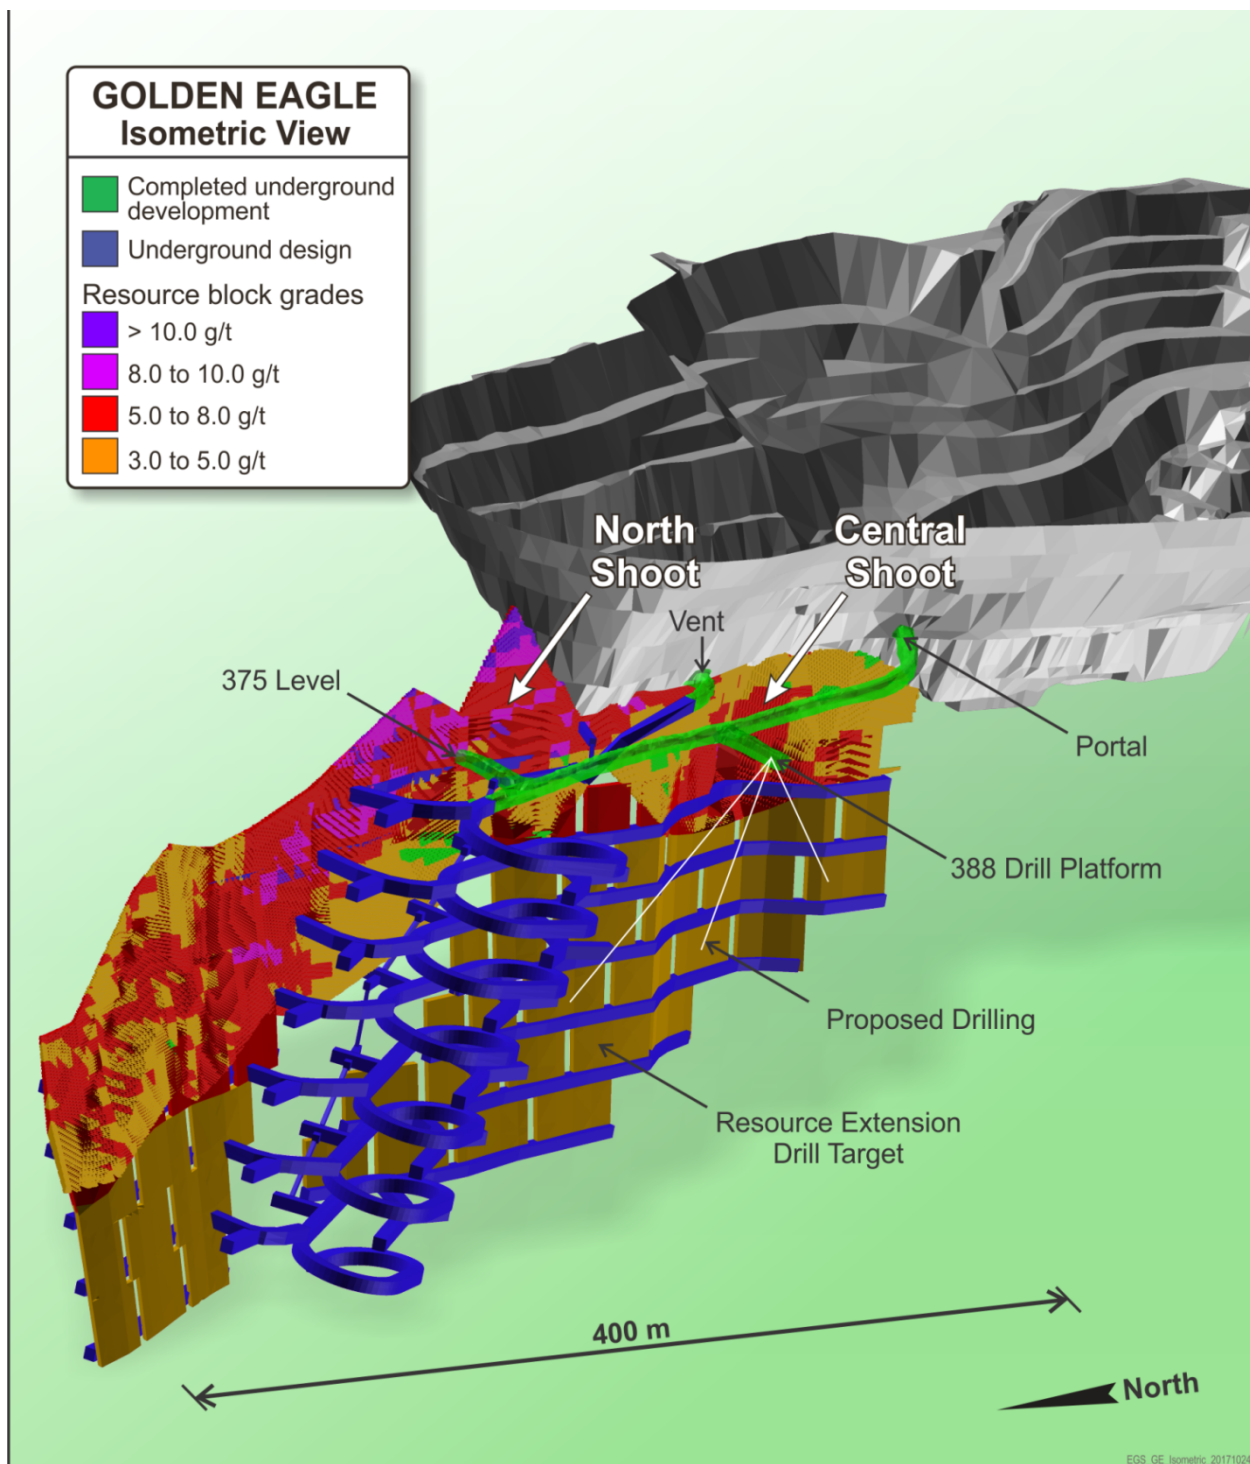 GOLDEN EAGLE
Isometric View
Completed underground
development
Underground design
Resource block grades
> 10.0 g/t
8.0 to 10.0 g/t
5.0 to 8.0 g/t
3.0 to 5.0 g/t
North
Shoot
Central
Shoot
Vent
375 Level
Portal
388 Drill Platform
Proposed Drilling
Resource Extension
Drill Target
400 m
North
EGS_GE_Isometric_20171024